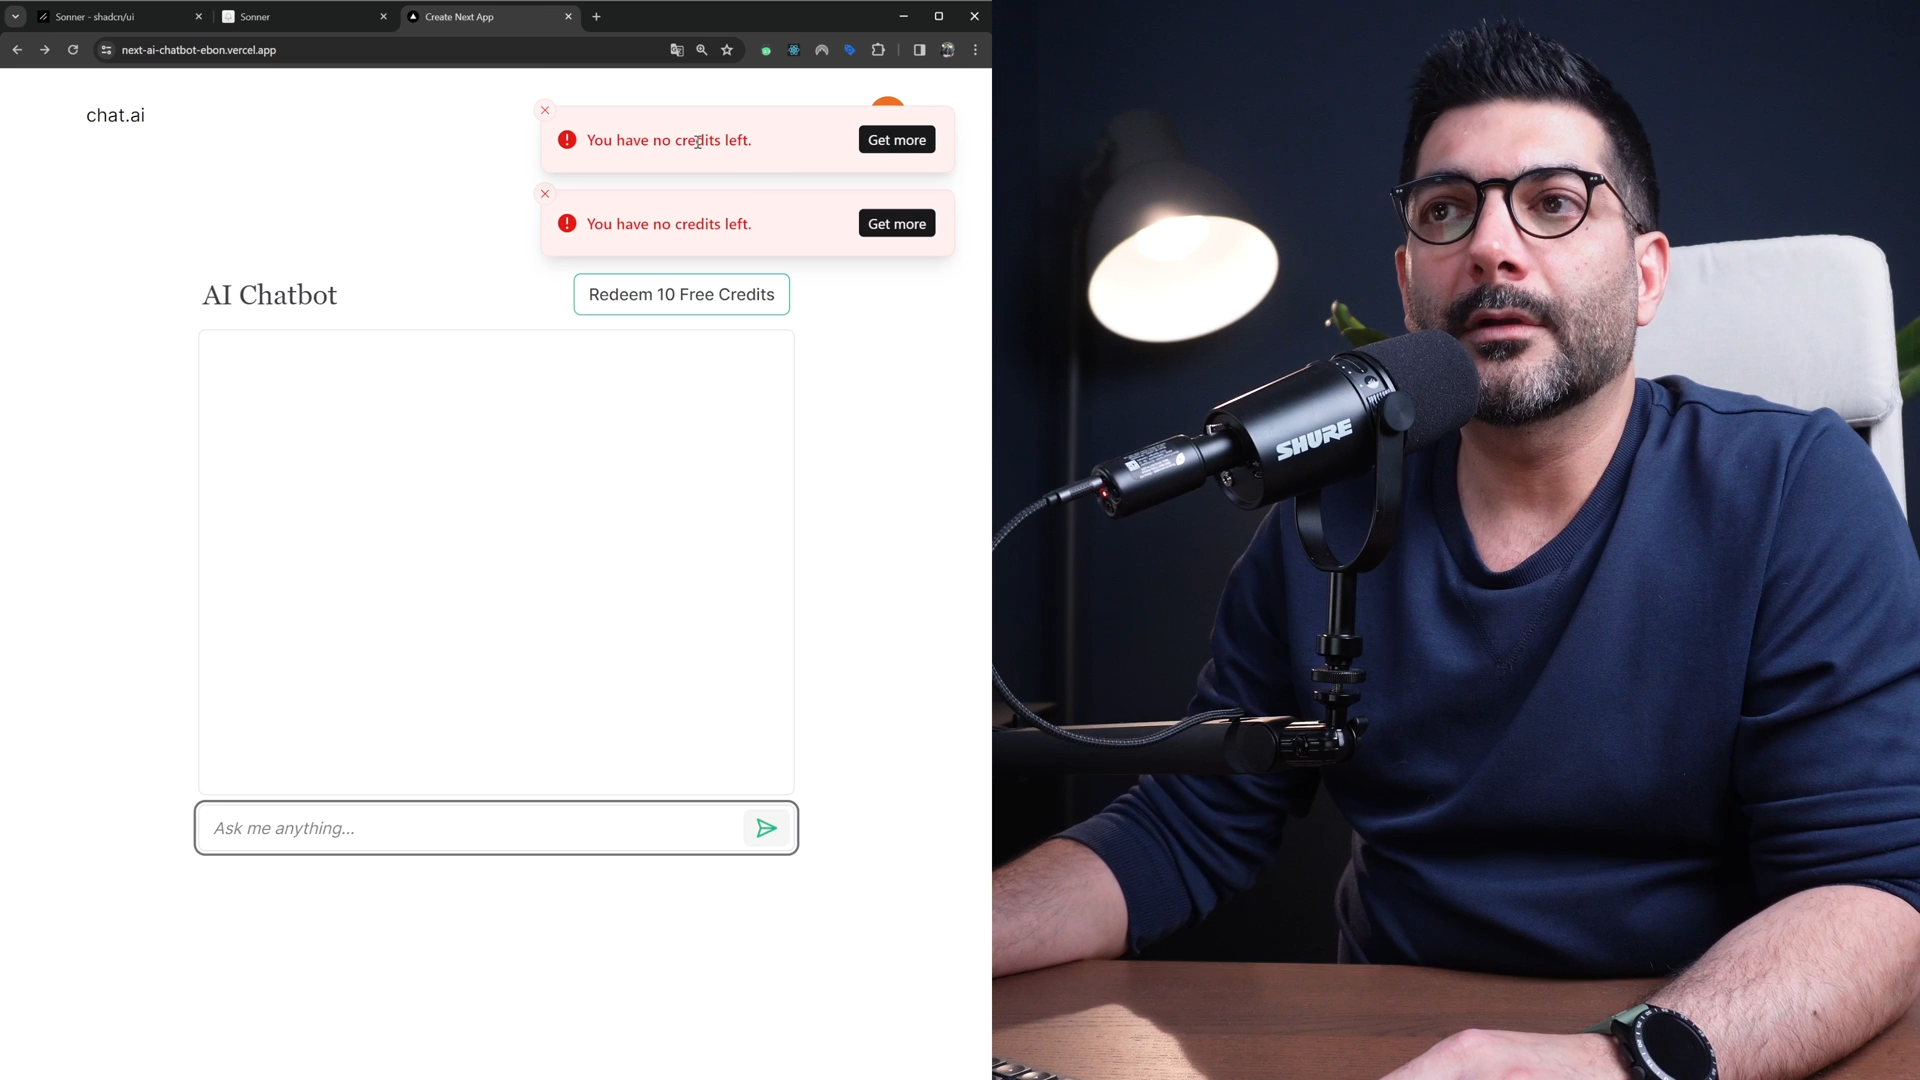 Sonner - shadcn/ui
Sonner
Create Next App
next-ai-chatbot-ebon.vercel.app
chat.ai
You have no credits left.
Get more
You have no credits left.
Get more
AI Chatbot
Redeem 10 Free Credits
Ask me anything...
SHURE